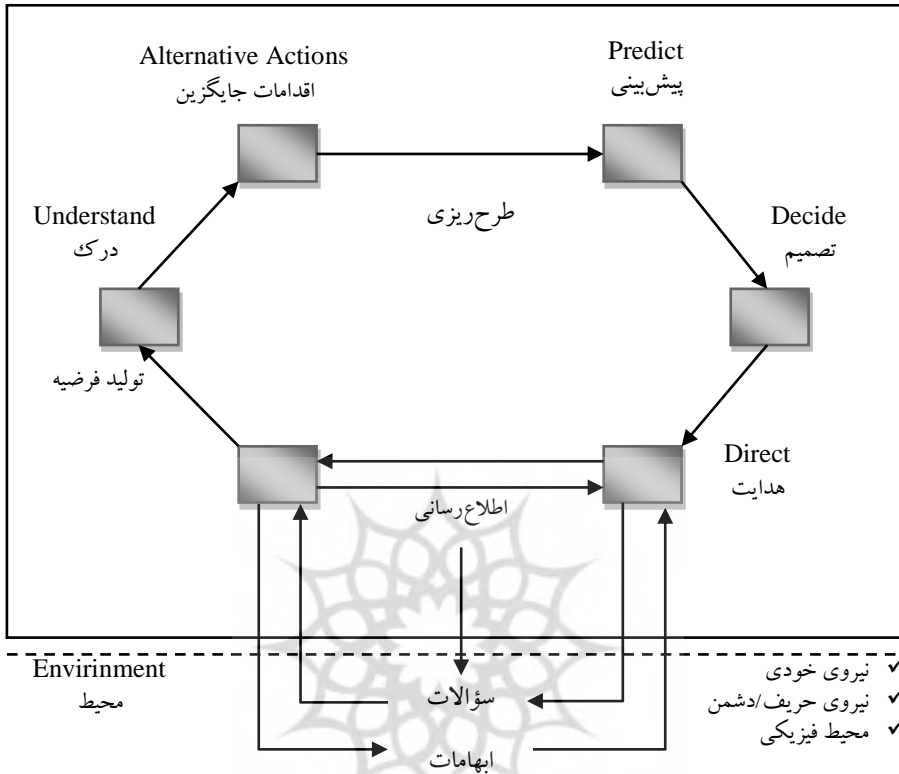 Alternative Actions
اقدامات جایگزین
Predict
پیش‌بینی
Understand
درک
طرح‌ریزی
Decide
تصمیم
تولید فرضیه
Direct
هدایت
اطلاع‌رسانی
Envirinment
محیط
سؤالات
ابهامات
✓ نیروی خودی
✓ نیروی حریف/دشمن
✓ محیط فیزیکی